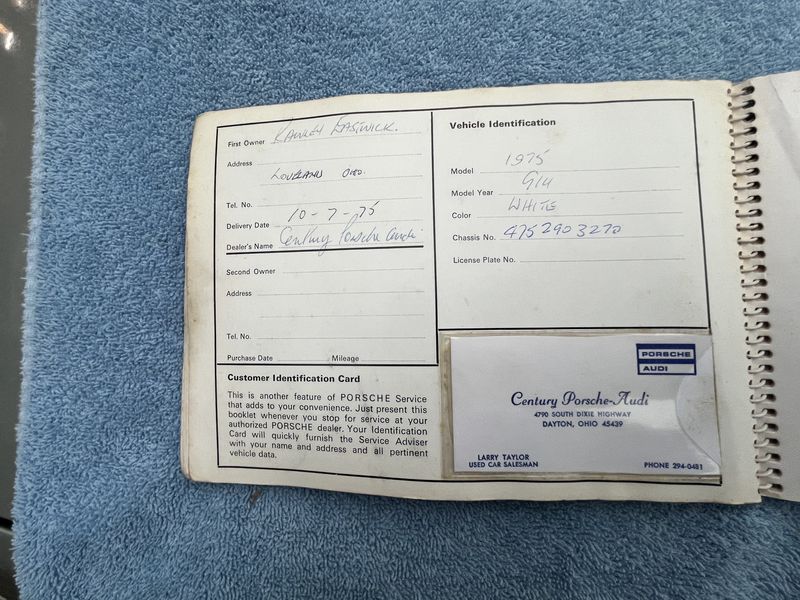 First Owner
Address
Ohio.
Tel. No.
Delivery Date 10-7-75
Dealer's Name Century Porsche Audi
Second Owner
Address
Tel. No.
Purchase Date Mileage
Customer Identification Card
This is another feature of PORSCHE Service
that adds to your convenience. Just present this
booklet whenever you stop for service at your
authorized PORSCHE dealer. Your Identification
Card will quickly furnish the Service Adviser
with your name and address and all pertinent
vehicle data.
Vehicle Identification
Model 1975
Model Year 914
Color WHITE
Chassis No. 4752903270
License Plate No.
PORSCHE
AUDI
Century Porsche-Audi
4790 SOUTH DIXIE HIGHWAY
DAYTON, OHIO 45439
LARRY TAYLOR
USED CAR SALESMAN
PHONE 294-0481